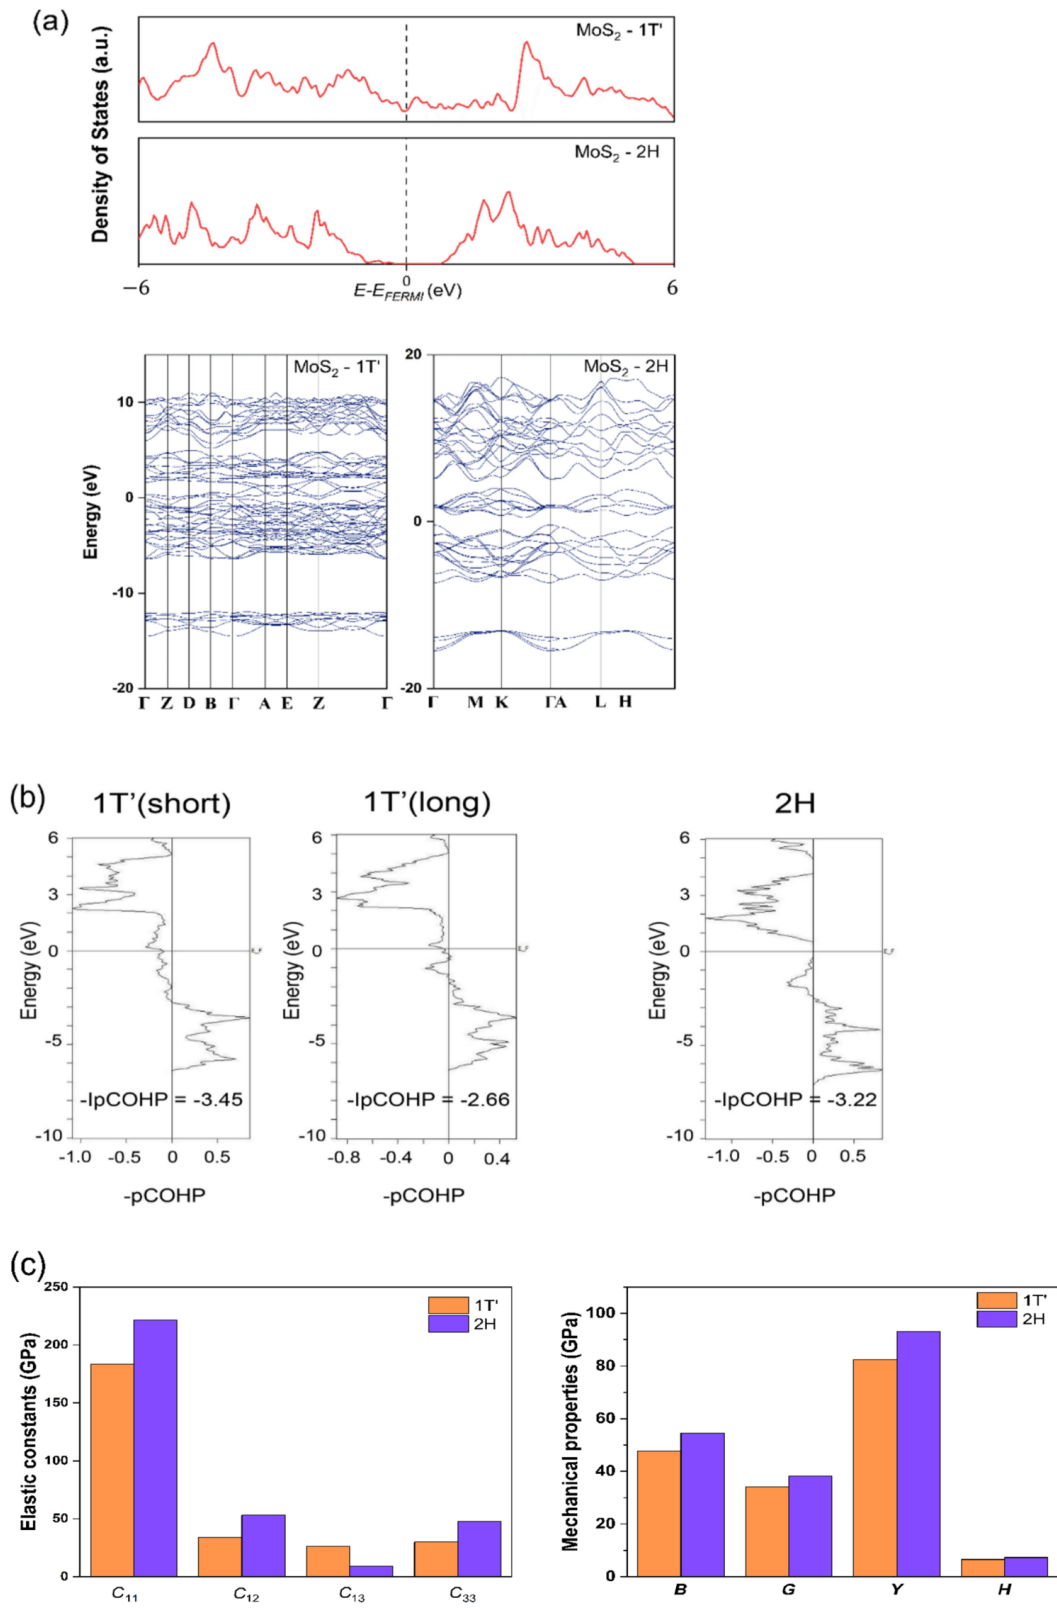 (a)
Density of States (a.u.)
MoS₂ - 1T'
MoS₂ - 2H
−6
0
6
E-E_FERMI (eV)
MoS₂ - 1T'
Energy (eV)
10
0
-10
-20
Γ Z D B Γ A E Z Γ
MoS₂ - 2H
20
0
-20
Γ M K ΓA L H
(b)
1T’(short)
Energy (eV)
6
3
0
-5
-10
-IpCOHP = -3.45
-1.0 -0.5 0 0.5
-pCOHP
1T’(long)
Energy (eV)
6
3
0
-5
-10
-IpCOHP = -2.66
-0.8 -0.4 0 0.4
-pCOHP
2H
Energy (eV)
6
3
0
-5
-10
-IpCOHP = -3.22
-1.0 -0.5 0 0.5
-pCOHP
(c)
Elastic constants (GPa)
250
200
150
100
50
0
1T'
2H
C₁₁ C₁₂ C₁₃ C₃₃
Mechanical properties (GPa)
100
80
60
40
20
0
1T'
2H
B G Y H